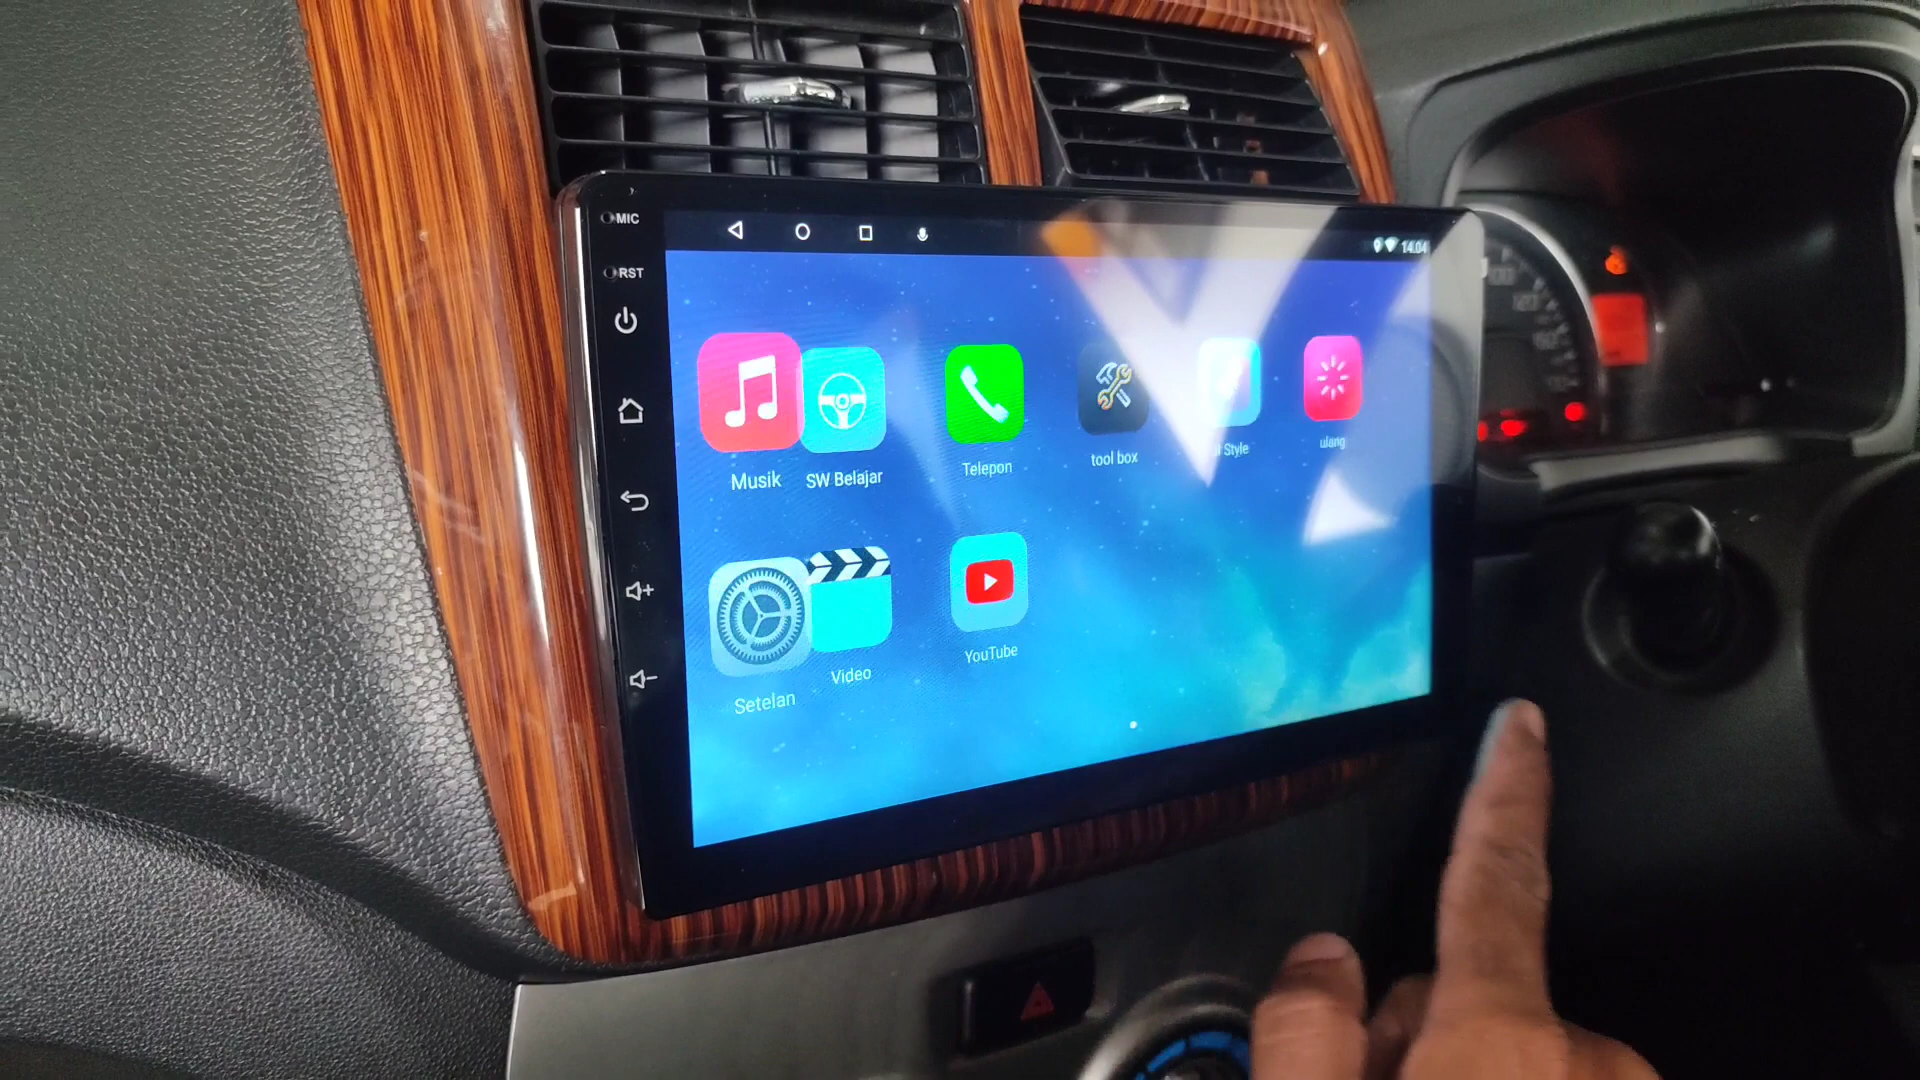 MIC
14.04
RST
Musik
SW Belajar
Telepon
tool box
Style
ulang
Setelan
Video
YouTube